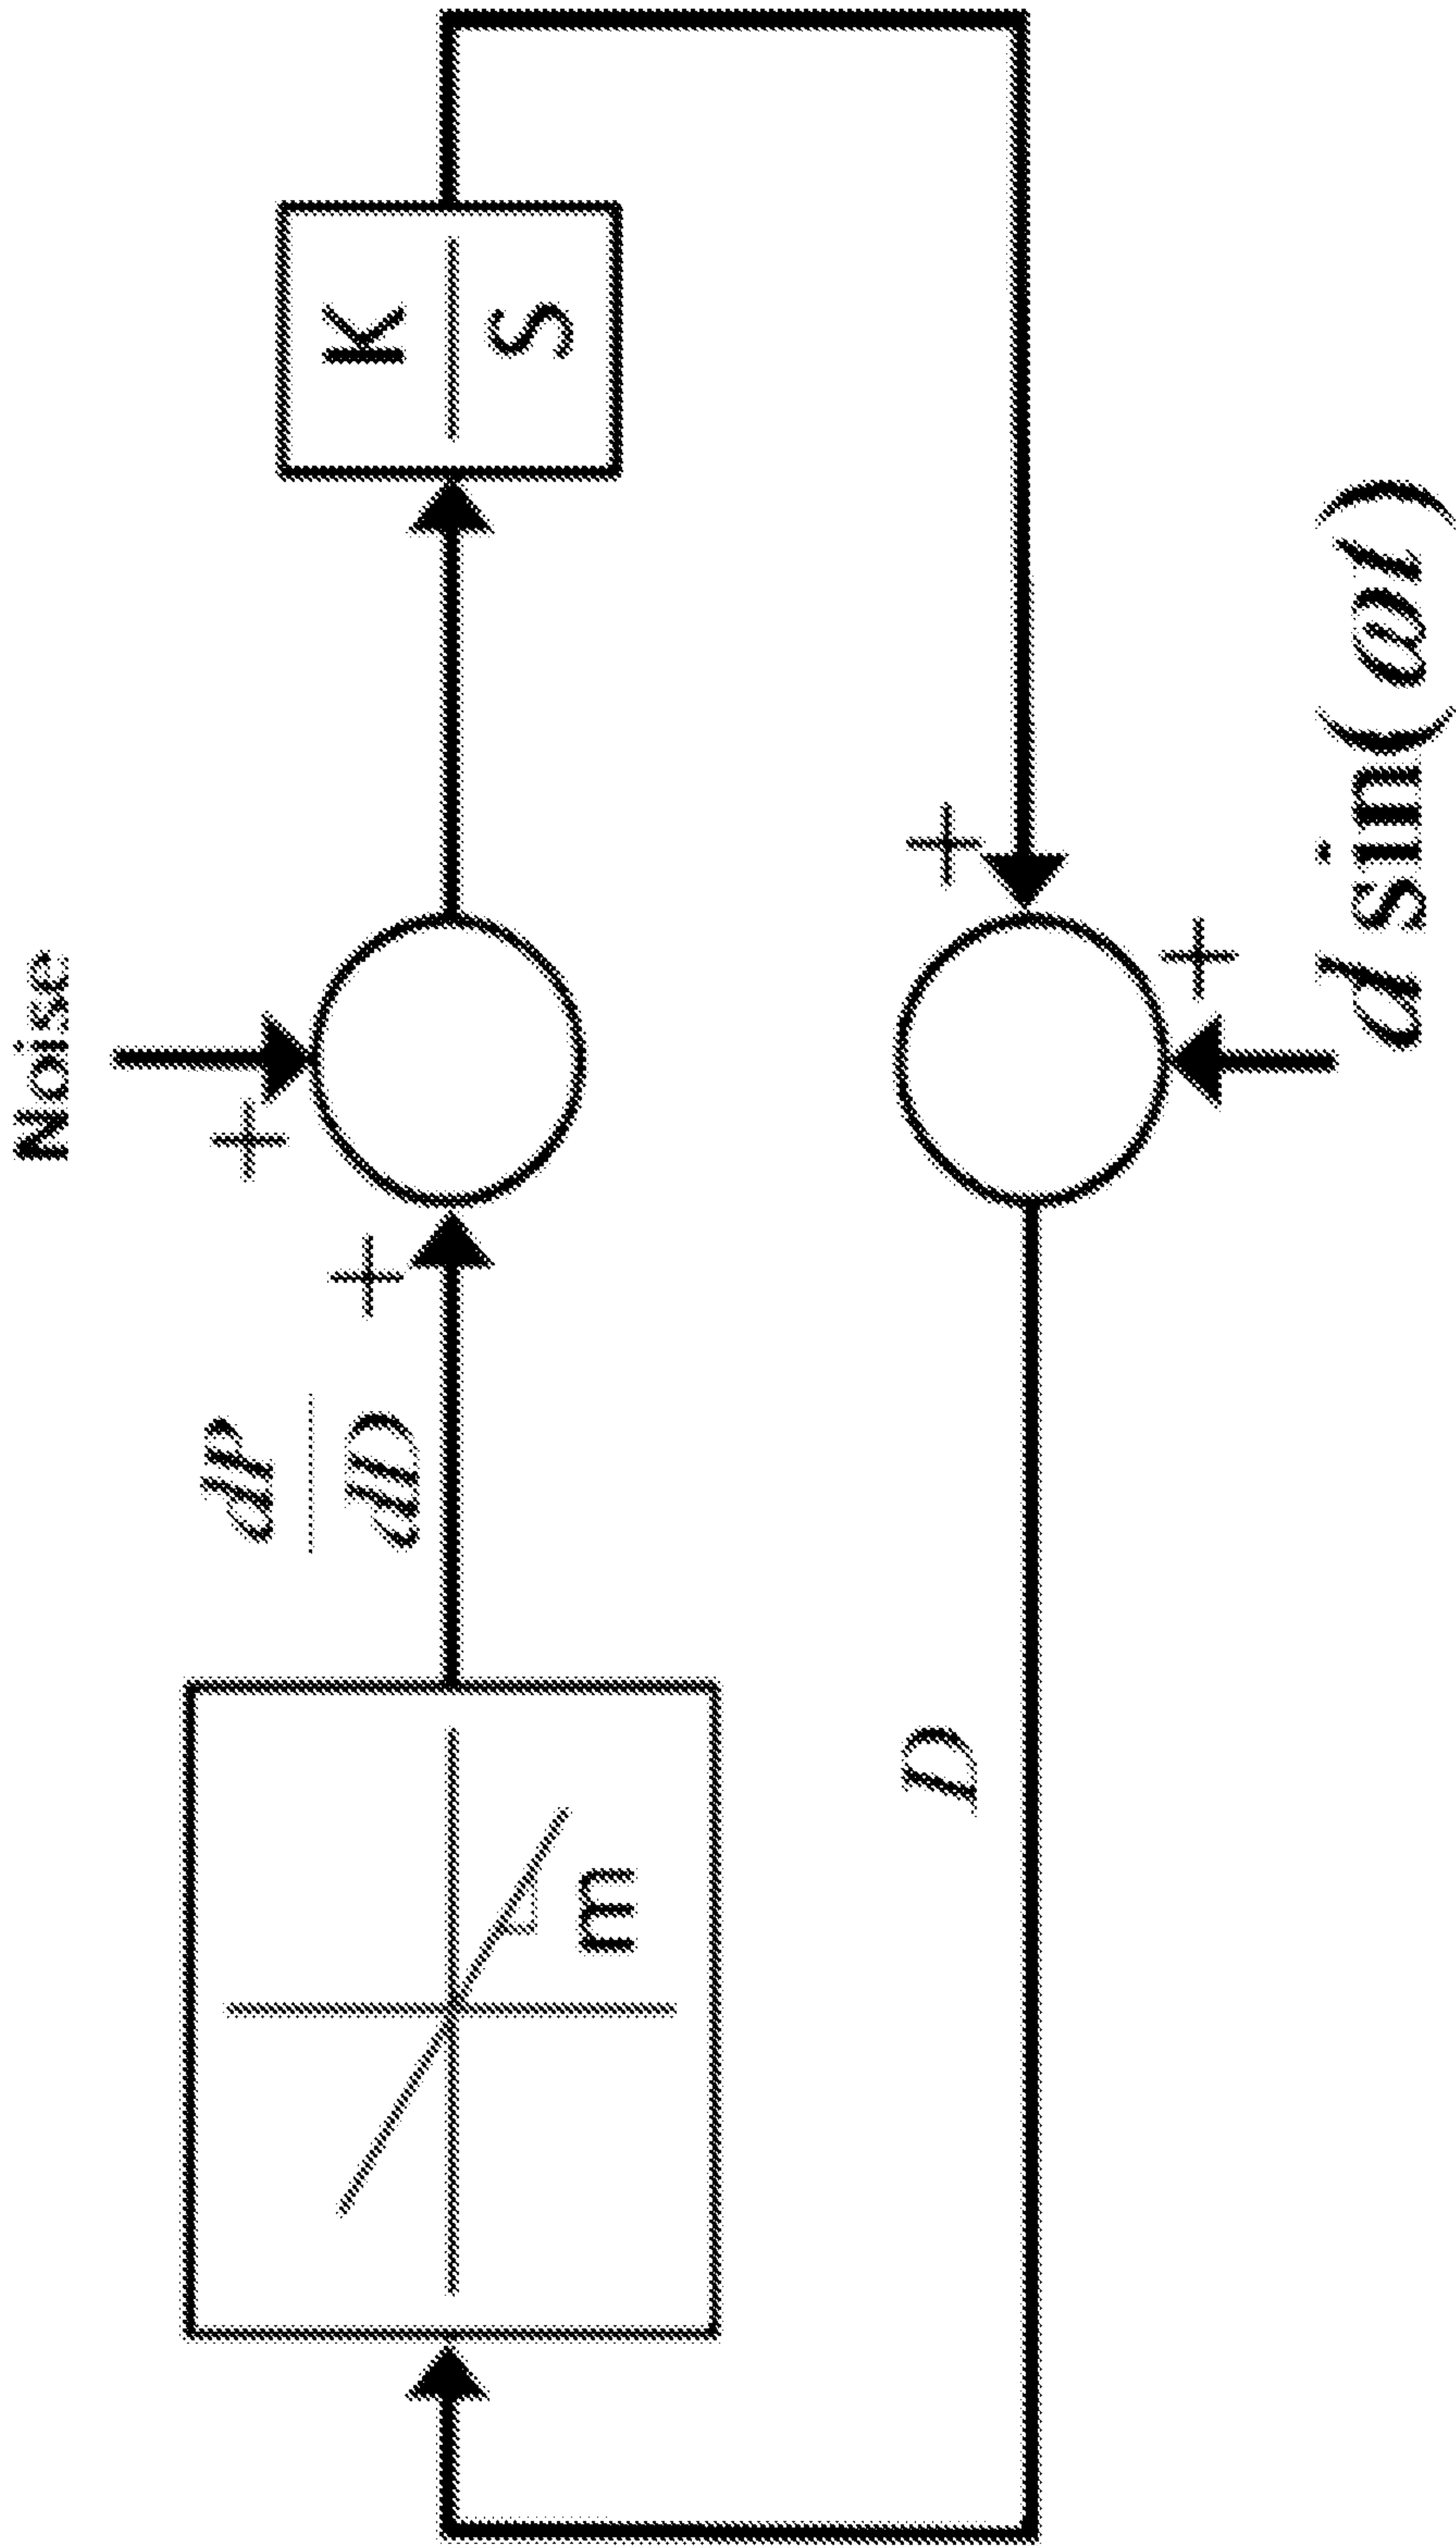 Noise
+
+
dP
dD
K
S
m
D
+
+
d sin( ωt )